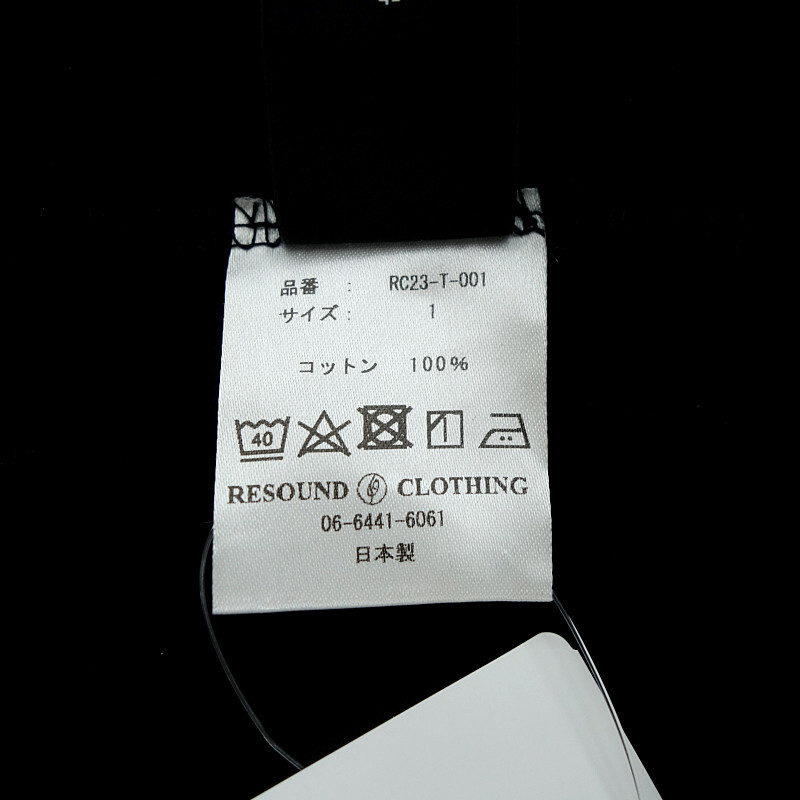 品番 : RC23-T-001
サイズ : 1
コットン 100%
40
RESOUND CLOTHING
06-6441-6061
日本製